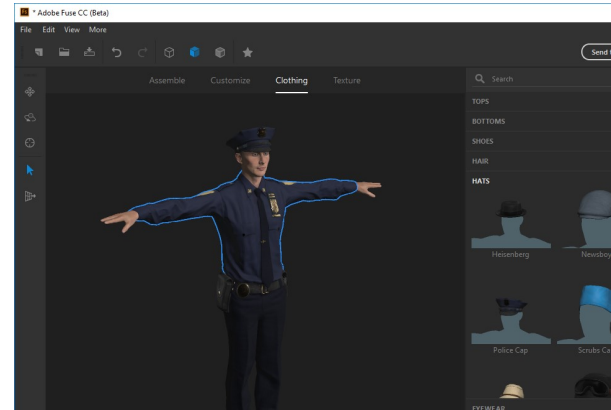 * Adobe Fuse CC (Beta)
File Edit View More
Send
Assemble Customize Clothing Texture
Search
TOPS
BOTTOMS
SHOES
HAIR
HATS
Heisenberg Newsboy
Police Cap Scrubs Ca
EYEWEAR